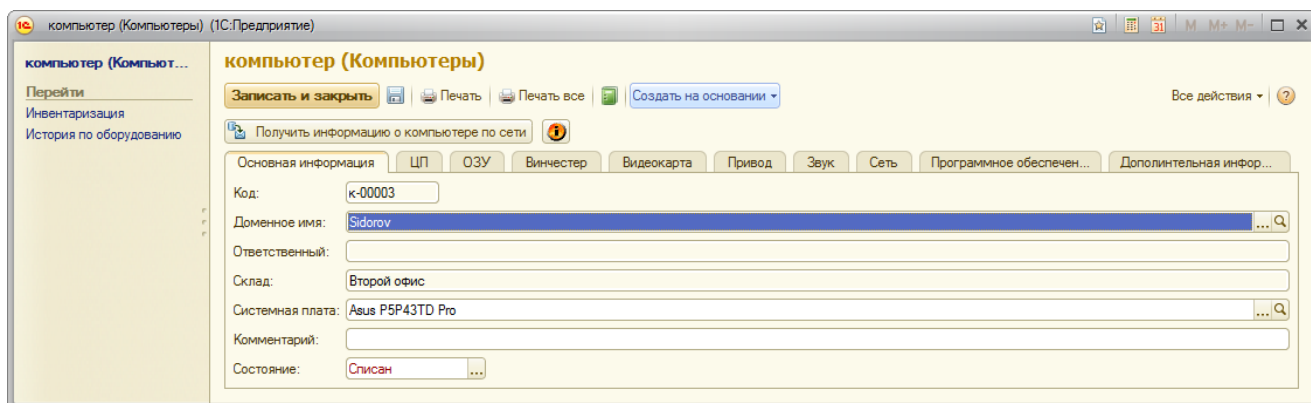 компьютер (Компьютеры) (1С:Предприятие) 31 M M+ M-
компьютер (Компьют...
Перейти
Инвентаризация
История по оборудованию
компьютер (Компьютеры)
Записать и закрыть Печать Печать все Создать на основании Все действия ?
Получить информацию о компьютере по сети i
Основная информация ЦП ОЗУ Винчестер Видеокарта Привод Звук Сеть Программное обеспечен... Дополнительная инфор...
Код: к-00003
Доменное имя: Sidorov ...
Ответственный:
Склад: Второй офис
Системная плата: Asus P5P43TD Pro ...
Комментарий:
Состояние: Списан ...